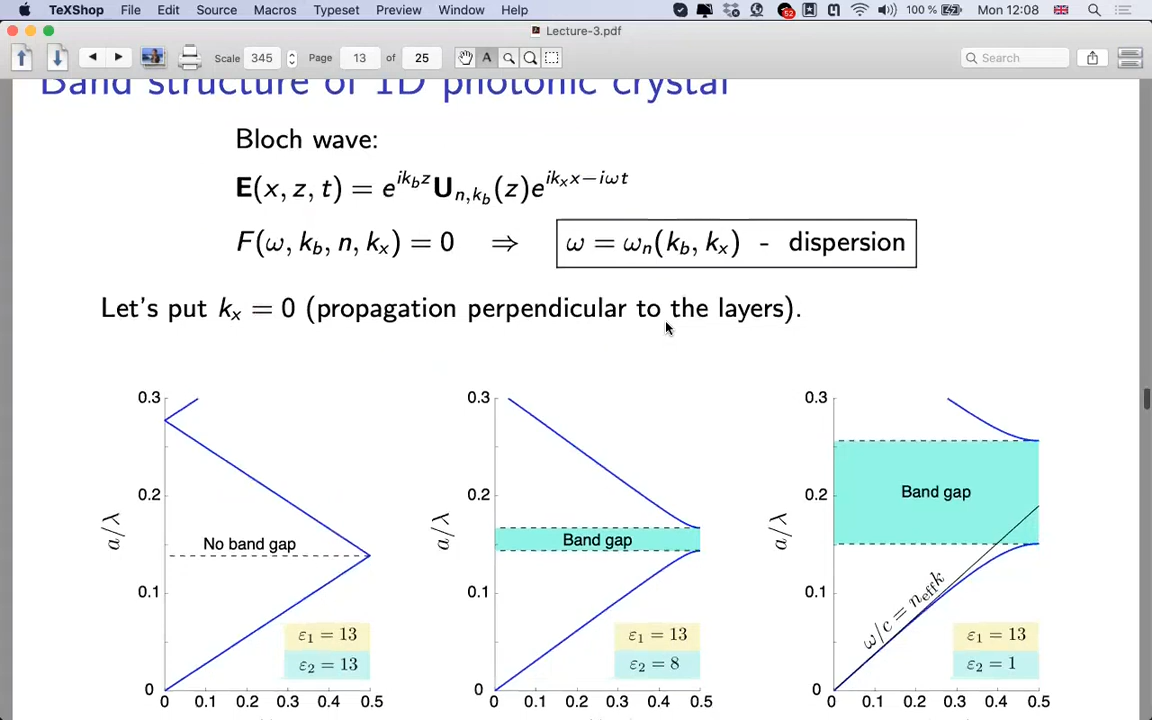 TeXShop File Edit Source Macros Typeset Preview Window Help 52 100 % Mon 12:08
Lecture-3.pdf
Scale 345 Page 13 of 25 A Search
Band structure of 1D photonic crystal
Bloch wave:
E(x, z, t) = e^{ik_b z} U_{n,k_b}(z) e^{ik_x x−iωt}
F(ω, k_b, n, k_x) = 0 ⇒ ω = ω_n(k_b, k_x) - dispersion
Let's put k_x = 0 (propagation perpendicular to the layers).
0.3
0.2
0.1
0
a/λ
No band gap
ε₁ = 13
ε₂ = 13
0 0.1 0.2 0.3 0.4 0.5
0.3
0.2
0.1
0
a/λ
Band gap
ε₁ = 13
ε₂ = 8
0 0.1 0.2 0.3 0.4 0.5
0.3
0.2
0.1
0
a/λ
Band gap
ω/c = n_eff k
ε₁ = 13
ε₂ = 1
0 0.1 0.2 0.3 0.4 0.5